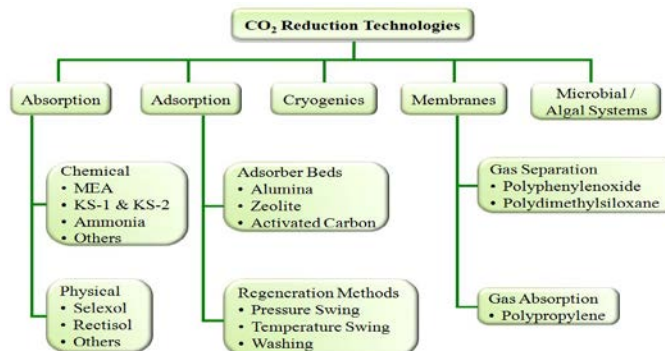 CO₂ Reduction Technologies
Absorption
Adsorption
Cryogenics
Membranes
Microbial /
Algal Systems
Chemical
• MEA
• KS-1 & KS-2
• Ammonia
• Others
Physical
• Selexol
• Rectisol
• Others
Adsorber Beds
• Alumina
• Zeolite
• Activated Carbon
Regeneration Methods
• Pressure Swing
• Temperature Swing
• Washing
Gas Separation
• Polyphenylenoxide
• Polydimethylsiloxane
Gas Absorption
• Polypropylene